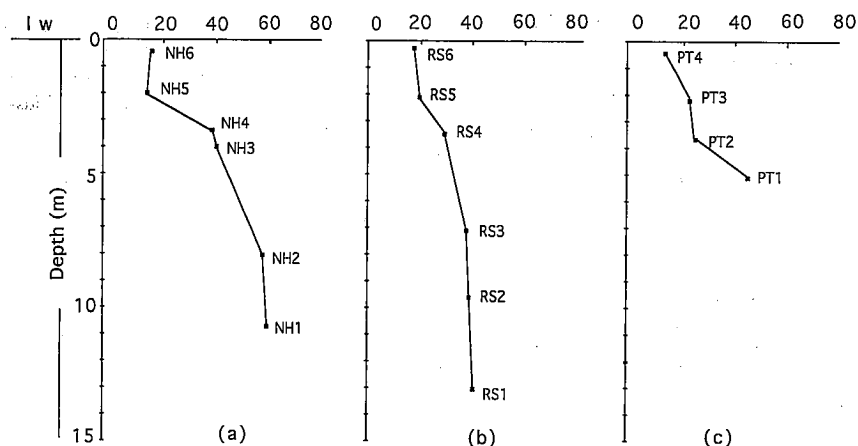 I w
0 20 40 60 80
0 20 40 60 80
0 20 40 60 80
0
5
10
15
Depth (m)
NH6
NH5
NH4
NH3
NH2
NH1
(a)
RS6
RS5
RS4
RS3
RS2
RS1
(b)
PT4
PT3
PT2
PT1
(c)